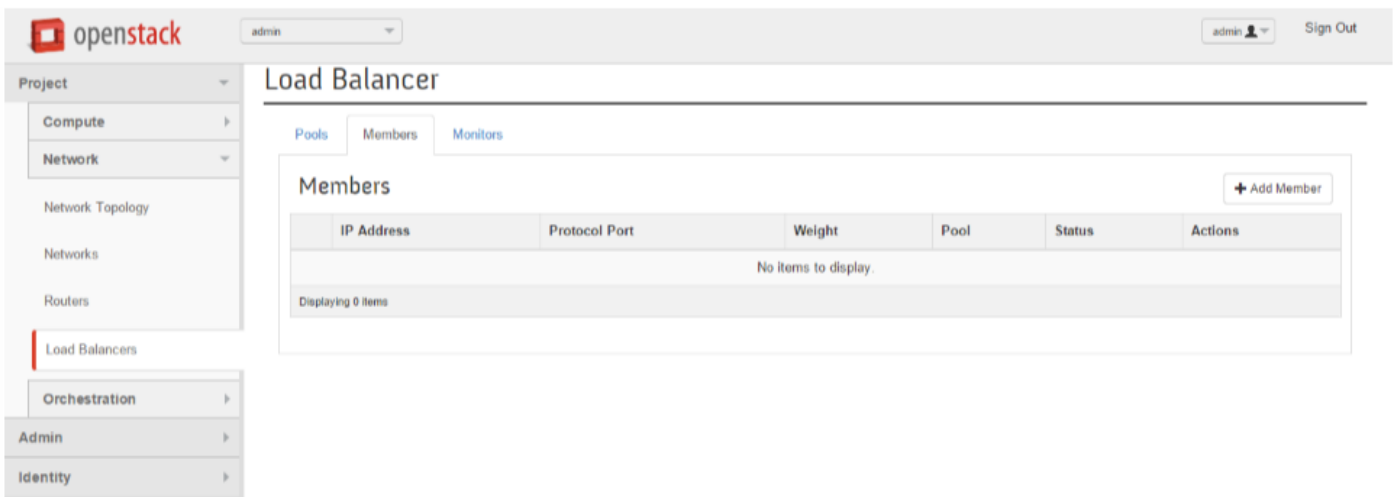 openstack
admin
admin
Sign Out
Project
Compute
Network
Network Topology
Networks
Routers
Load Balancers
Orchestration
Admin
Identity
Load Balancer
Pools Members Monitors
Members
+ Add Member
IP Address Protocol Port Weight Pool Status Actions
No items to display.
Displaying 0 items